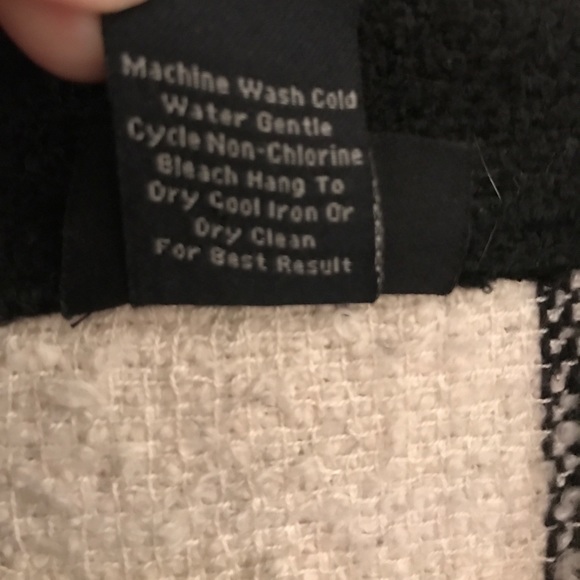 Machine Wash Cold
Water Gentle
Cycle Non-Chlorine
Bleach Hang To
Dry Cool Iron Or
Dry Clean
For Best Result